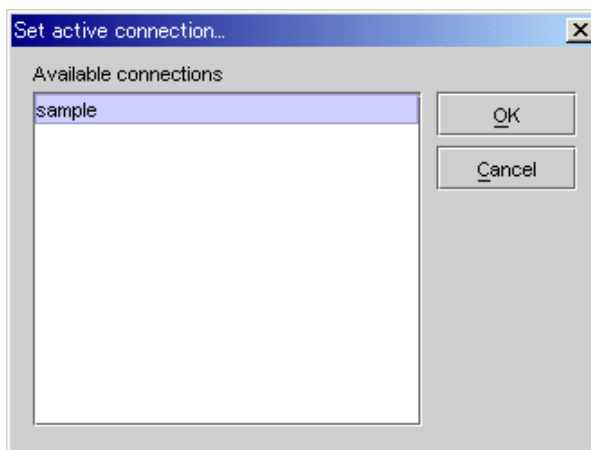 Set active connection...
Available connections
sample
OK
Cancel